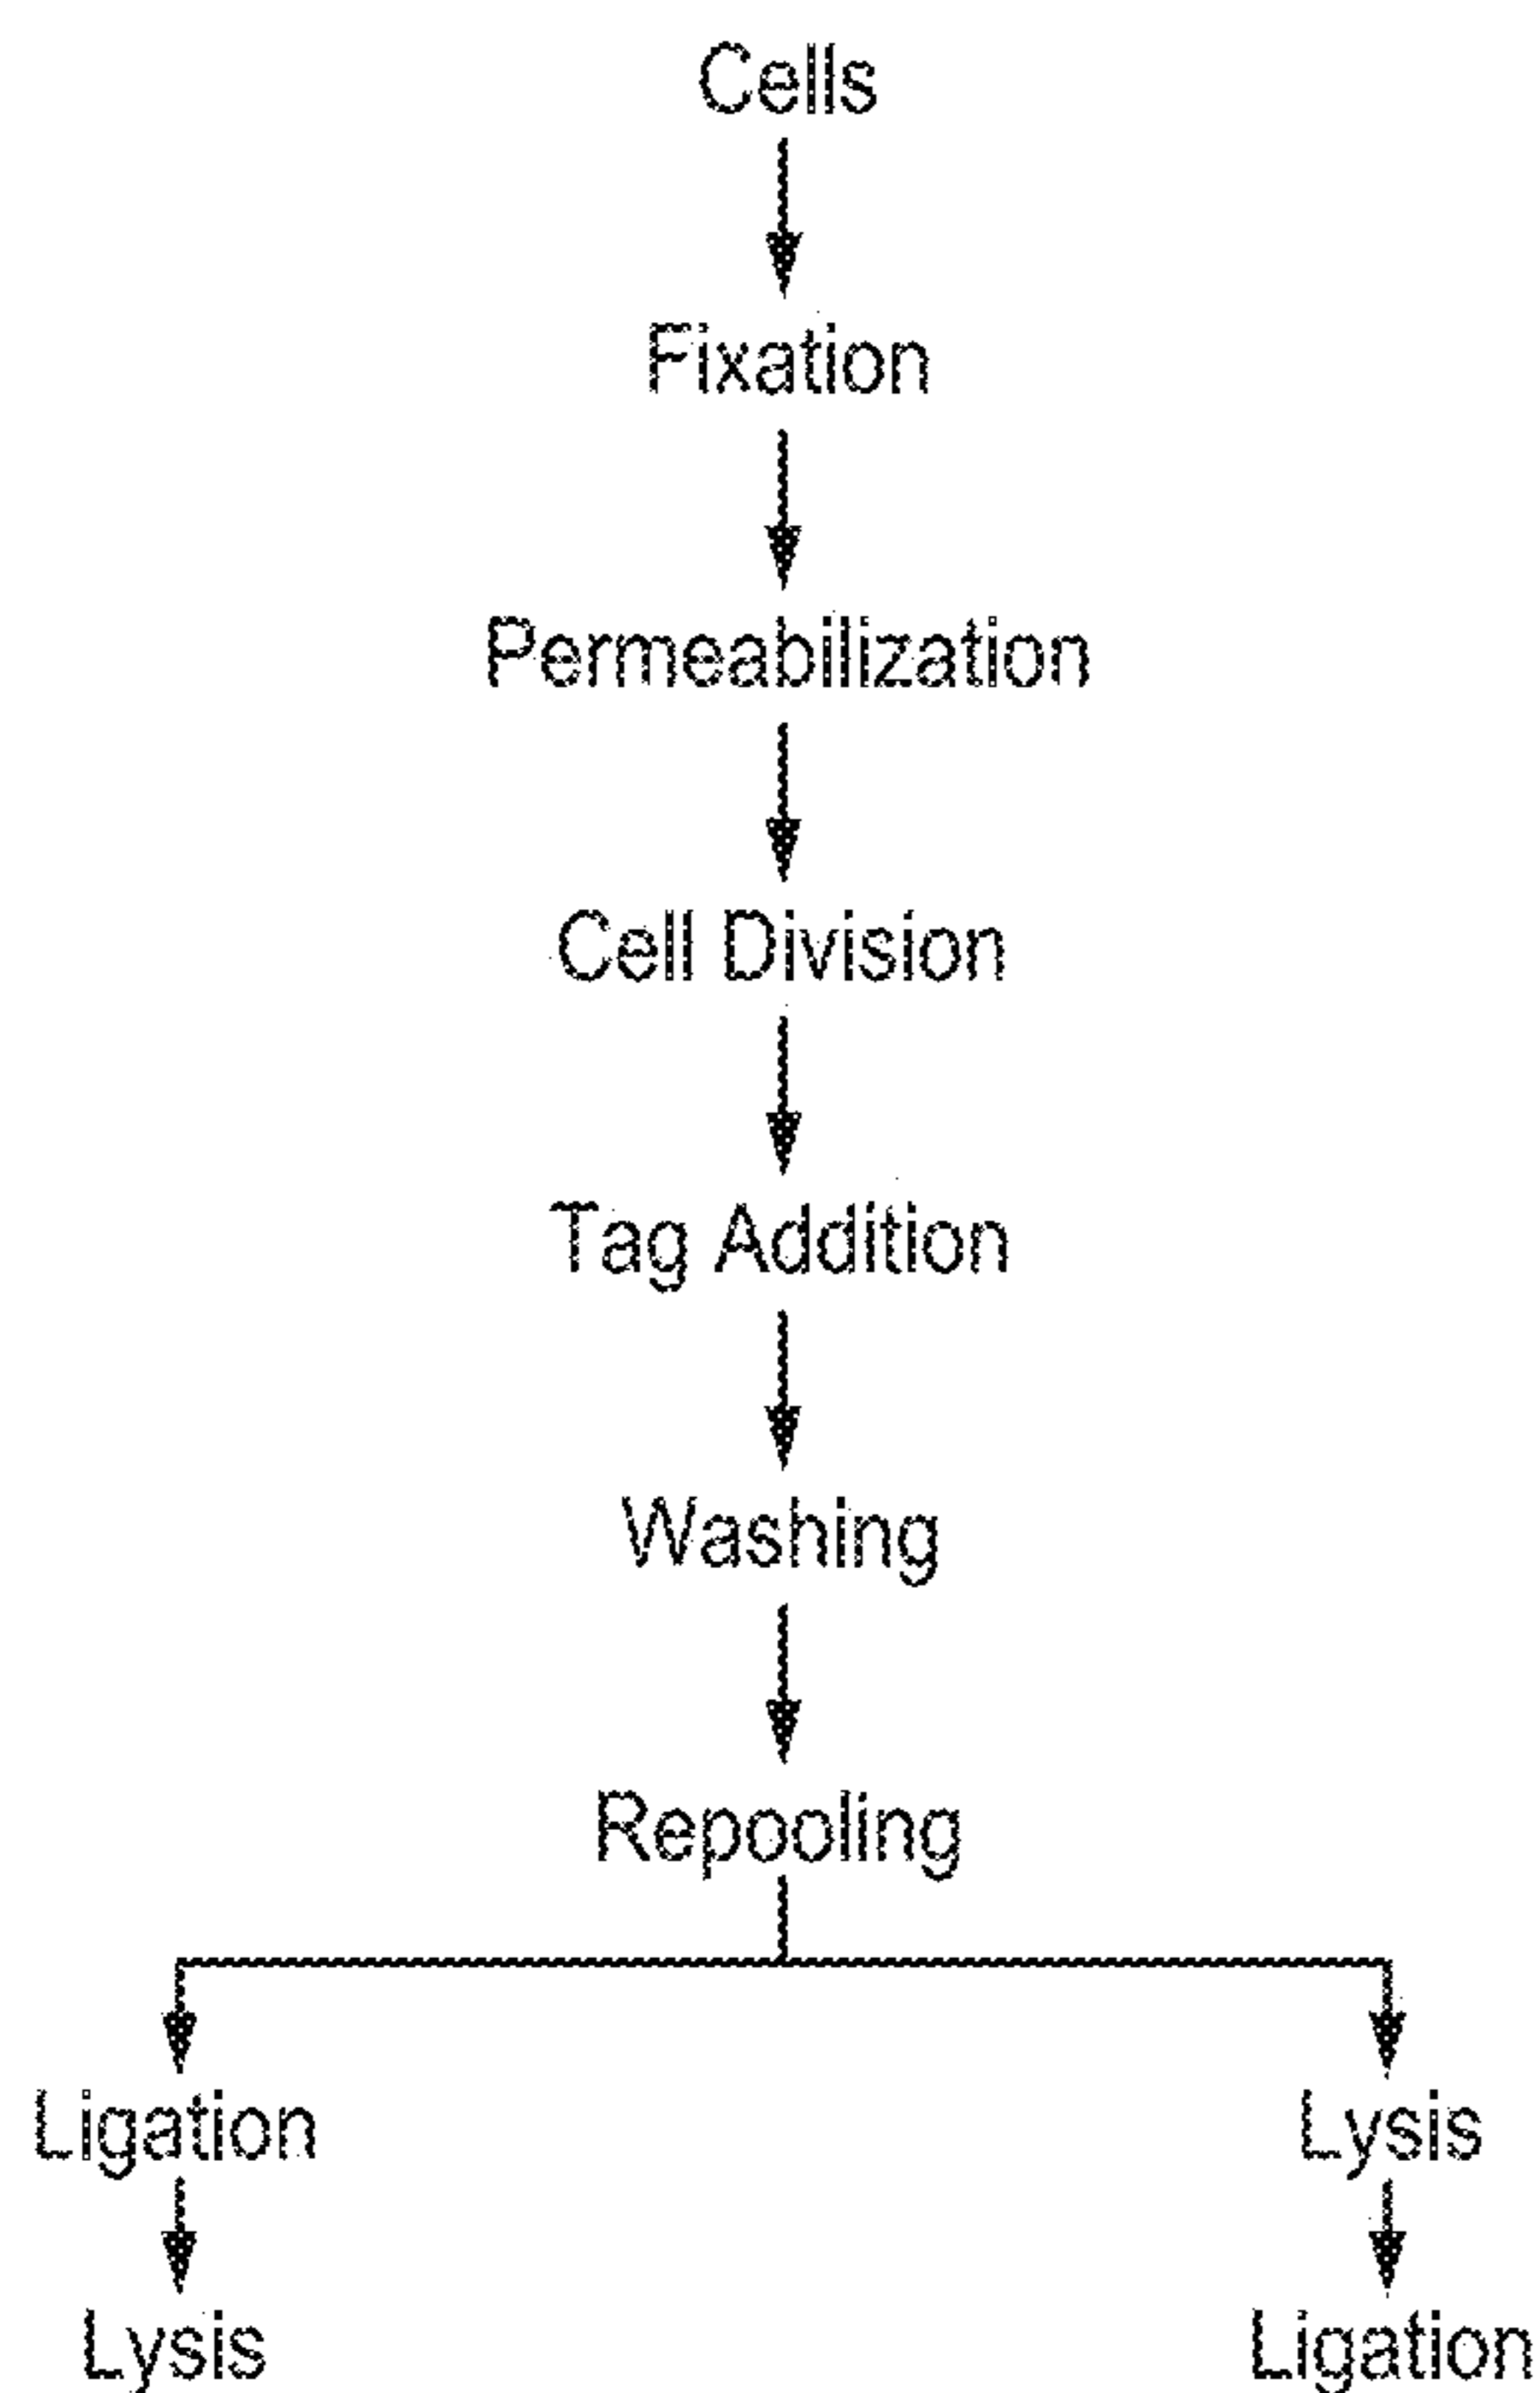 Cells
Fixation
Permeabilization
Cell Division
Tag Addition
Washing
Repooling
Ligation Lysis
Lysis Ligation